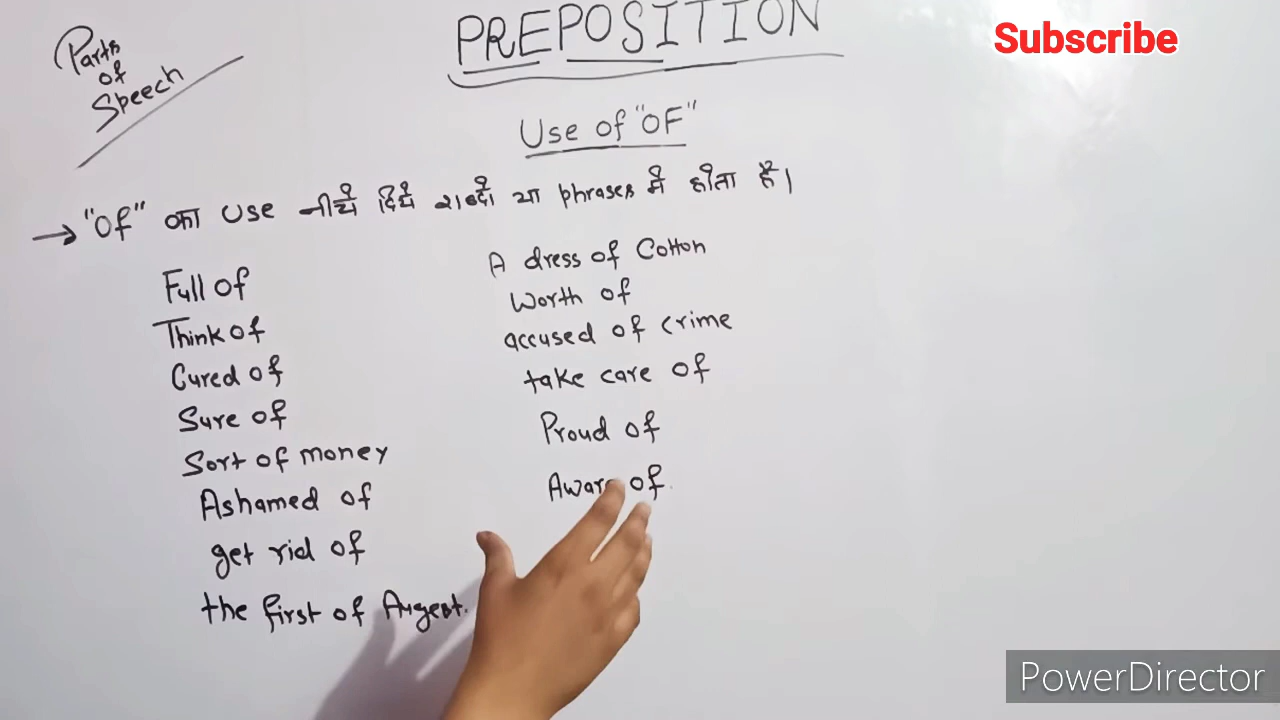 Parts
of
Speech
PREPOSITION
Subscribe
Use of "OF"
→ "Of" का Use नीचे दिये शब्दो या phrases मे होता है।
Full of
Think of
Cured of
Sure of
Sort of money
Ashamed of
get rid of
the first of Augest.
A dress of Cotton
Worth of
accused of crime
take care of
Proud of
Aware of
PowerDirector